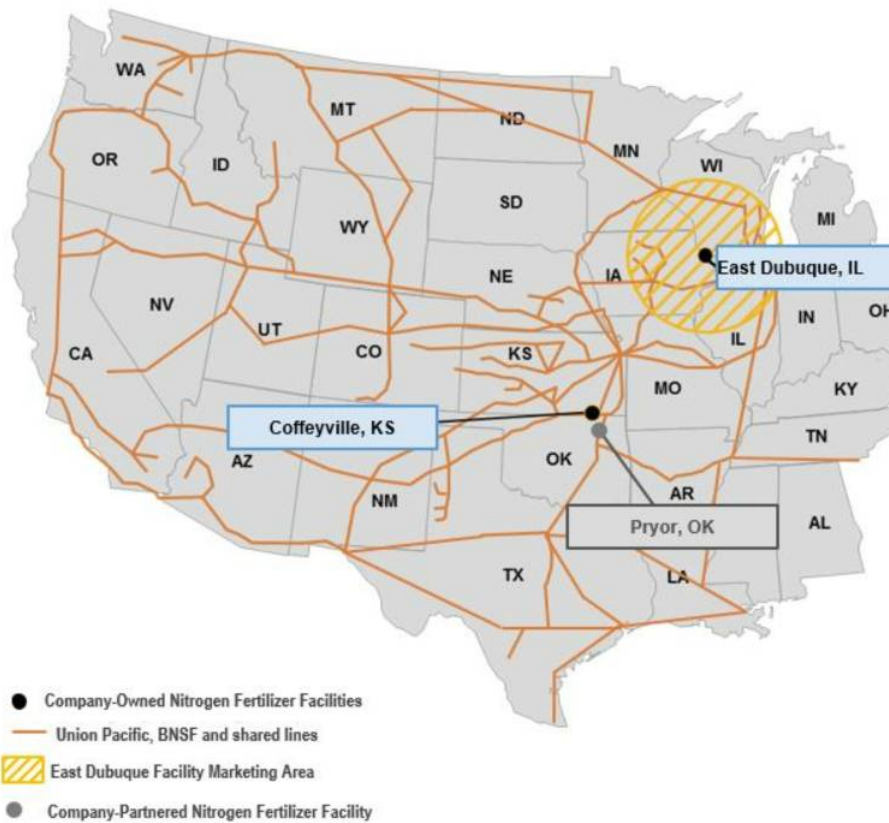 WA
MT
ND
MN
OR
ID
WI
SD
MI
WY
East Dubuque, IL
IA
NE
NV
IN
OH
UT
IL
CA
CO
KS
MO
KY
Coffeyville, KS
TN
AZ
OK
NM
AR
Pryor, OK
AL
TX
LA
Company-Owned Nitrogen Fertilizer Facilities
Union Pacific, BNSF and shared lines
East Dubuque Facility Marketing Area
Company-Partnered Nitrogen Fertilizer Facility